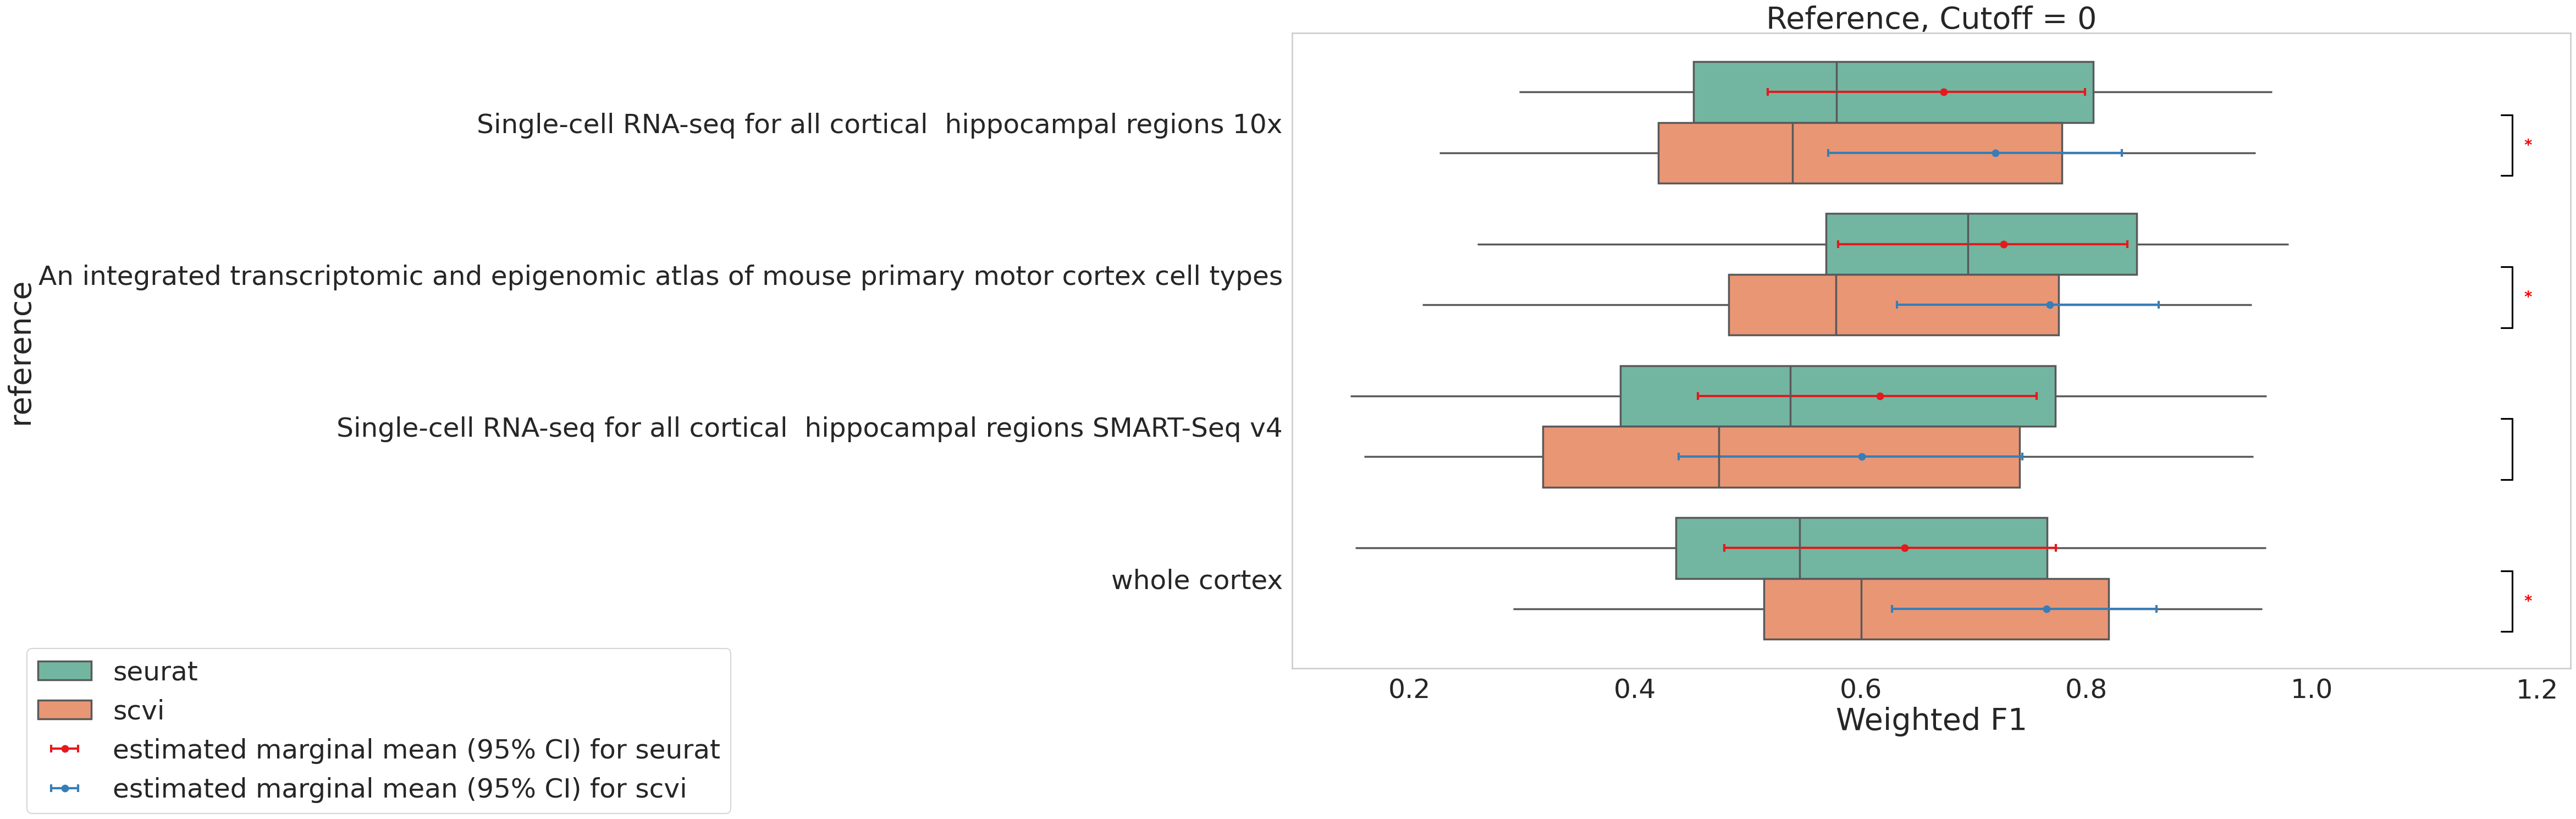 Reference, Cutoff = 0
Single-cell RNA-seq for all cortical  hippocampal regions 10x
*
An integrated transcriptomic and epigenomic atlas of mouse primary motor cortex cell types
*
reference
Single-cell RNA-seq for all cortical  hippocampal regions SMART-Seq v4
whole cortex
*
0.2 0.4 0.6 0.8 1.0 1.2
Weighted F1
seurat
scvi
estimated marginal mean (95% CI) for seurat
estimated marginal mean (95% CI) for scvi